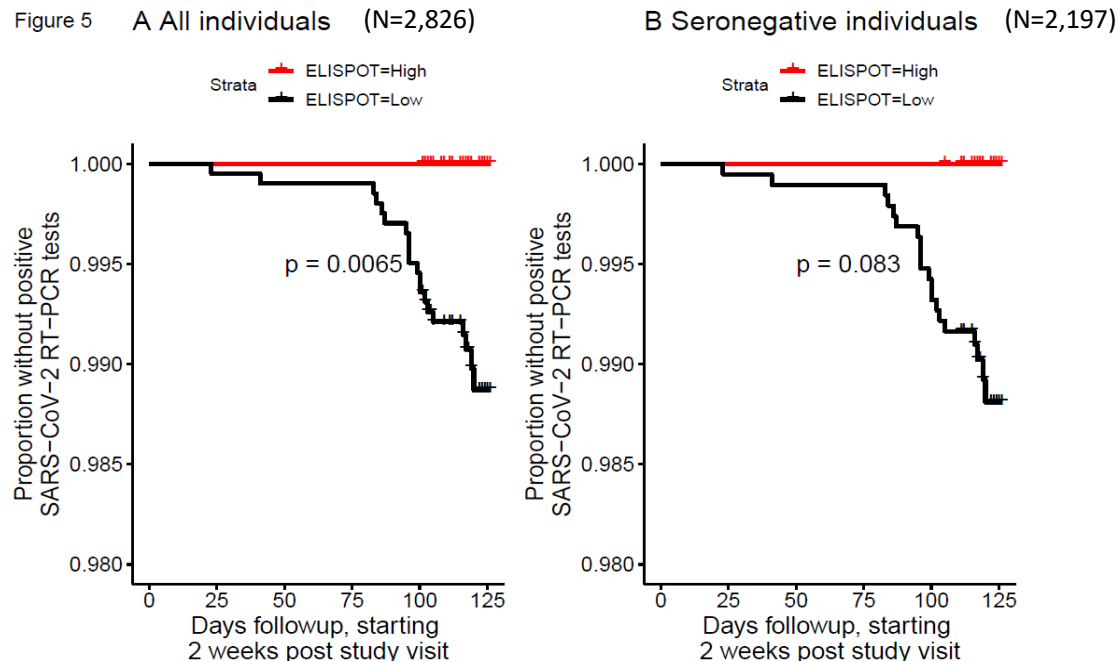 Figure 5
A All individuals (N=2,826)
Strata
ELISPOT=High
ELISPOT=Low
1.000
0.995
0.990
0.985
0.980
Proportion without positive
SARS−CoV−2 RT−PCR tests
p = 0.0065
0 25 50 75 100 125
Days followup, starting
2 weeks post study visit
B Seronegative individuals (N=2,197)
Strata
ELISPOT=High
ELISPOT=Low
1.000
0.995
0.990
0.985
0.980
Proportion without positive
SARS−CoV−2 RT−PCR tests
p = 0.083
0 25 50 75 100 125
Days followup, starting
2 weeks post study visit